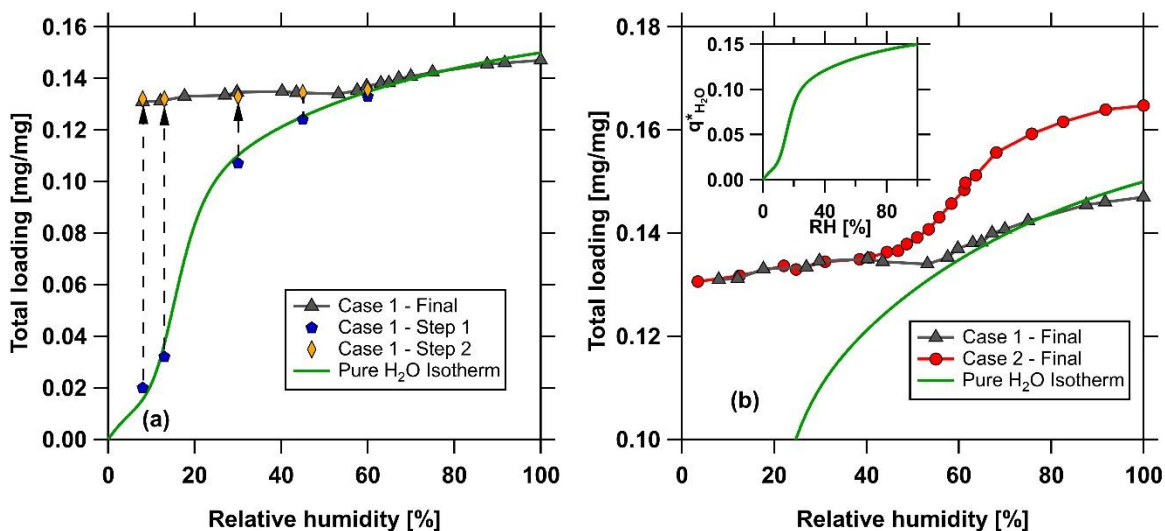 0.16
0.14
0.12
0.10
0.08
0.06
0.04
0.02
0.00
Total loading [mg/mg]
0
20
40
60
80
100
Relative humidity [%]
Case 1 - Final
Case 1 - Step 1
Case 1 - Step 2
Pure H₂O Isotherm
(a)
0.18
0.16
0.14
0.12
0.10
Total loading [mg/mg]
0
20
40
60
80
100
Relative humidity [%]
0.15
0.10
0.05
0.00
q*H₂O
0
40
80
RH [%]
Case 1 - Final
Case 2 - Final
Pure H₂O Isotherm
(b)